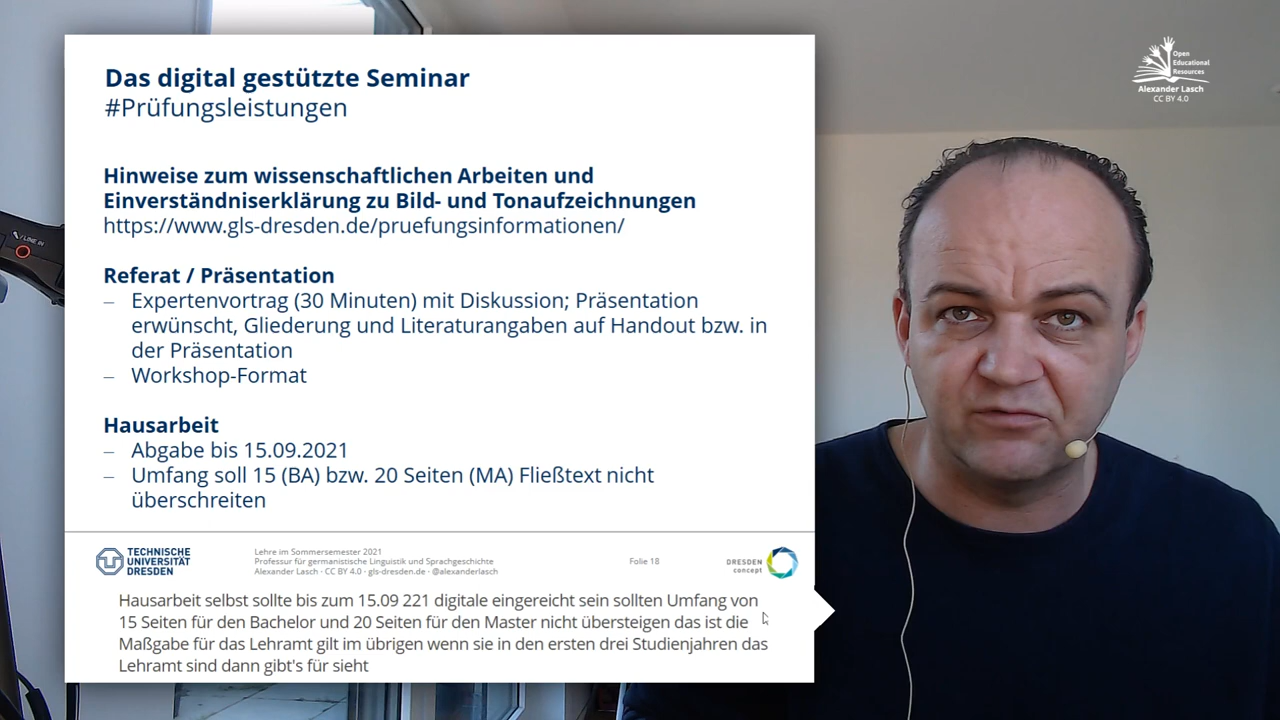 Das digital gestützte Seminar
#Prüfungsleistungen
Hinweise zum wissenschaftlichen Arbeiten und
Einverständniserklärung zu Bild- und Tonaufzeichnungen
https://www.gls-dresden.de/pruefungsinformationen/
Referat / Präsentation
– Expertenvortrag (30 Minuten) mit Diskussion; Präsentation
erwünscht, Gliederung und Literaturangaben auf Handout bzw. in
der Präsentation
– Workshop-Format
Hausarbeit
– Abgabe bis 15.09.2021
– Umfang soll 15 (BA) bzw. 20 Seiten (MA) Fließtext nicht
überschreiten
TECHNISCHE
UNIVERSITÄT
DRESDEN
Lehre im Sommersemester 2021
Professur für germanistische Linguistik und Sprachgeschichte
Alexander Lasch · CC BY 4.0 · gls-dresden.de · @alexanderlasch
Folie 18
DRESDEN
concept
Hausarbeit selbst sollte bis zum 15.09 221 digitale eingereicht sein sollten Umfang von
15 Seiten für den Bachelor und 20 Seiten für den Master nicht übersteigen das ist die
Maßgabe für das Lehramt gilt im übrigen wenn sie in den ersten drei Studienjahren das
Lehramt sind dann gibt's für sieht
Open
Educational
Resources
Alexander Lasch
CC BY 4.0
LINE IN